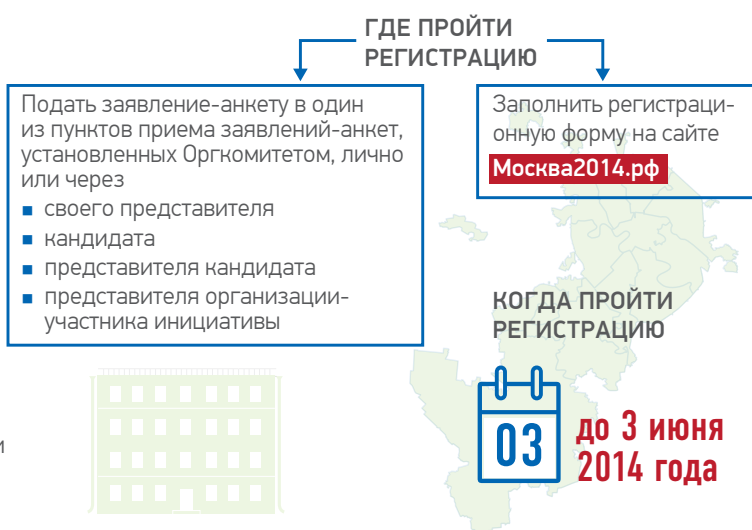 ГДЕ ПРОЙТИ
РЕГИСТРАЦИЮ
Подать заявление-анкету в один
из пунктов приема заявлений-анкет,
установленных Оргкомитетом, лично
или через
■ своего представителя
■ кандидата
■ представителя кандидата
■ представителя организации-
участника инициативы
Заполнить регистраци-
онную форму на сайте
Москва2014.рф
КОГДА ПРОЙТИ
РЕГИСТРАЦИЮ
03
до 3 июня
2014 года
и